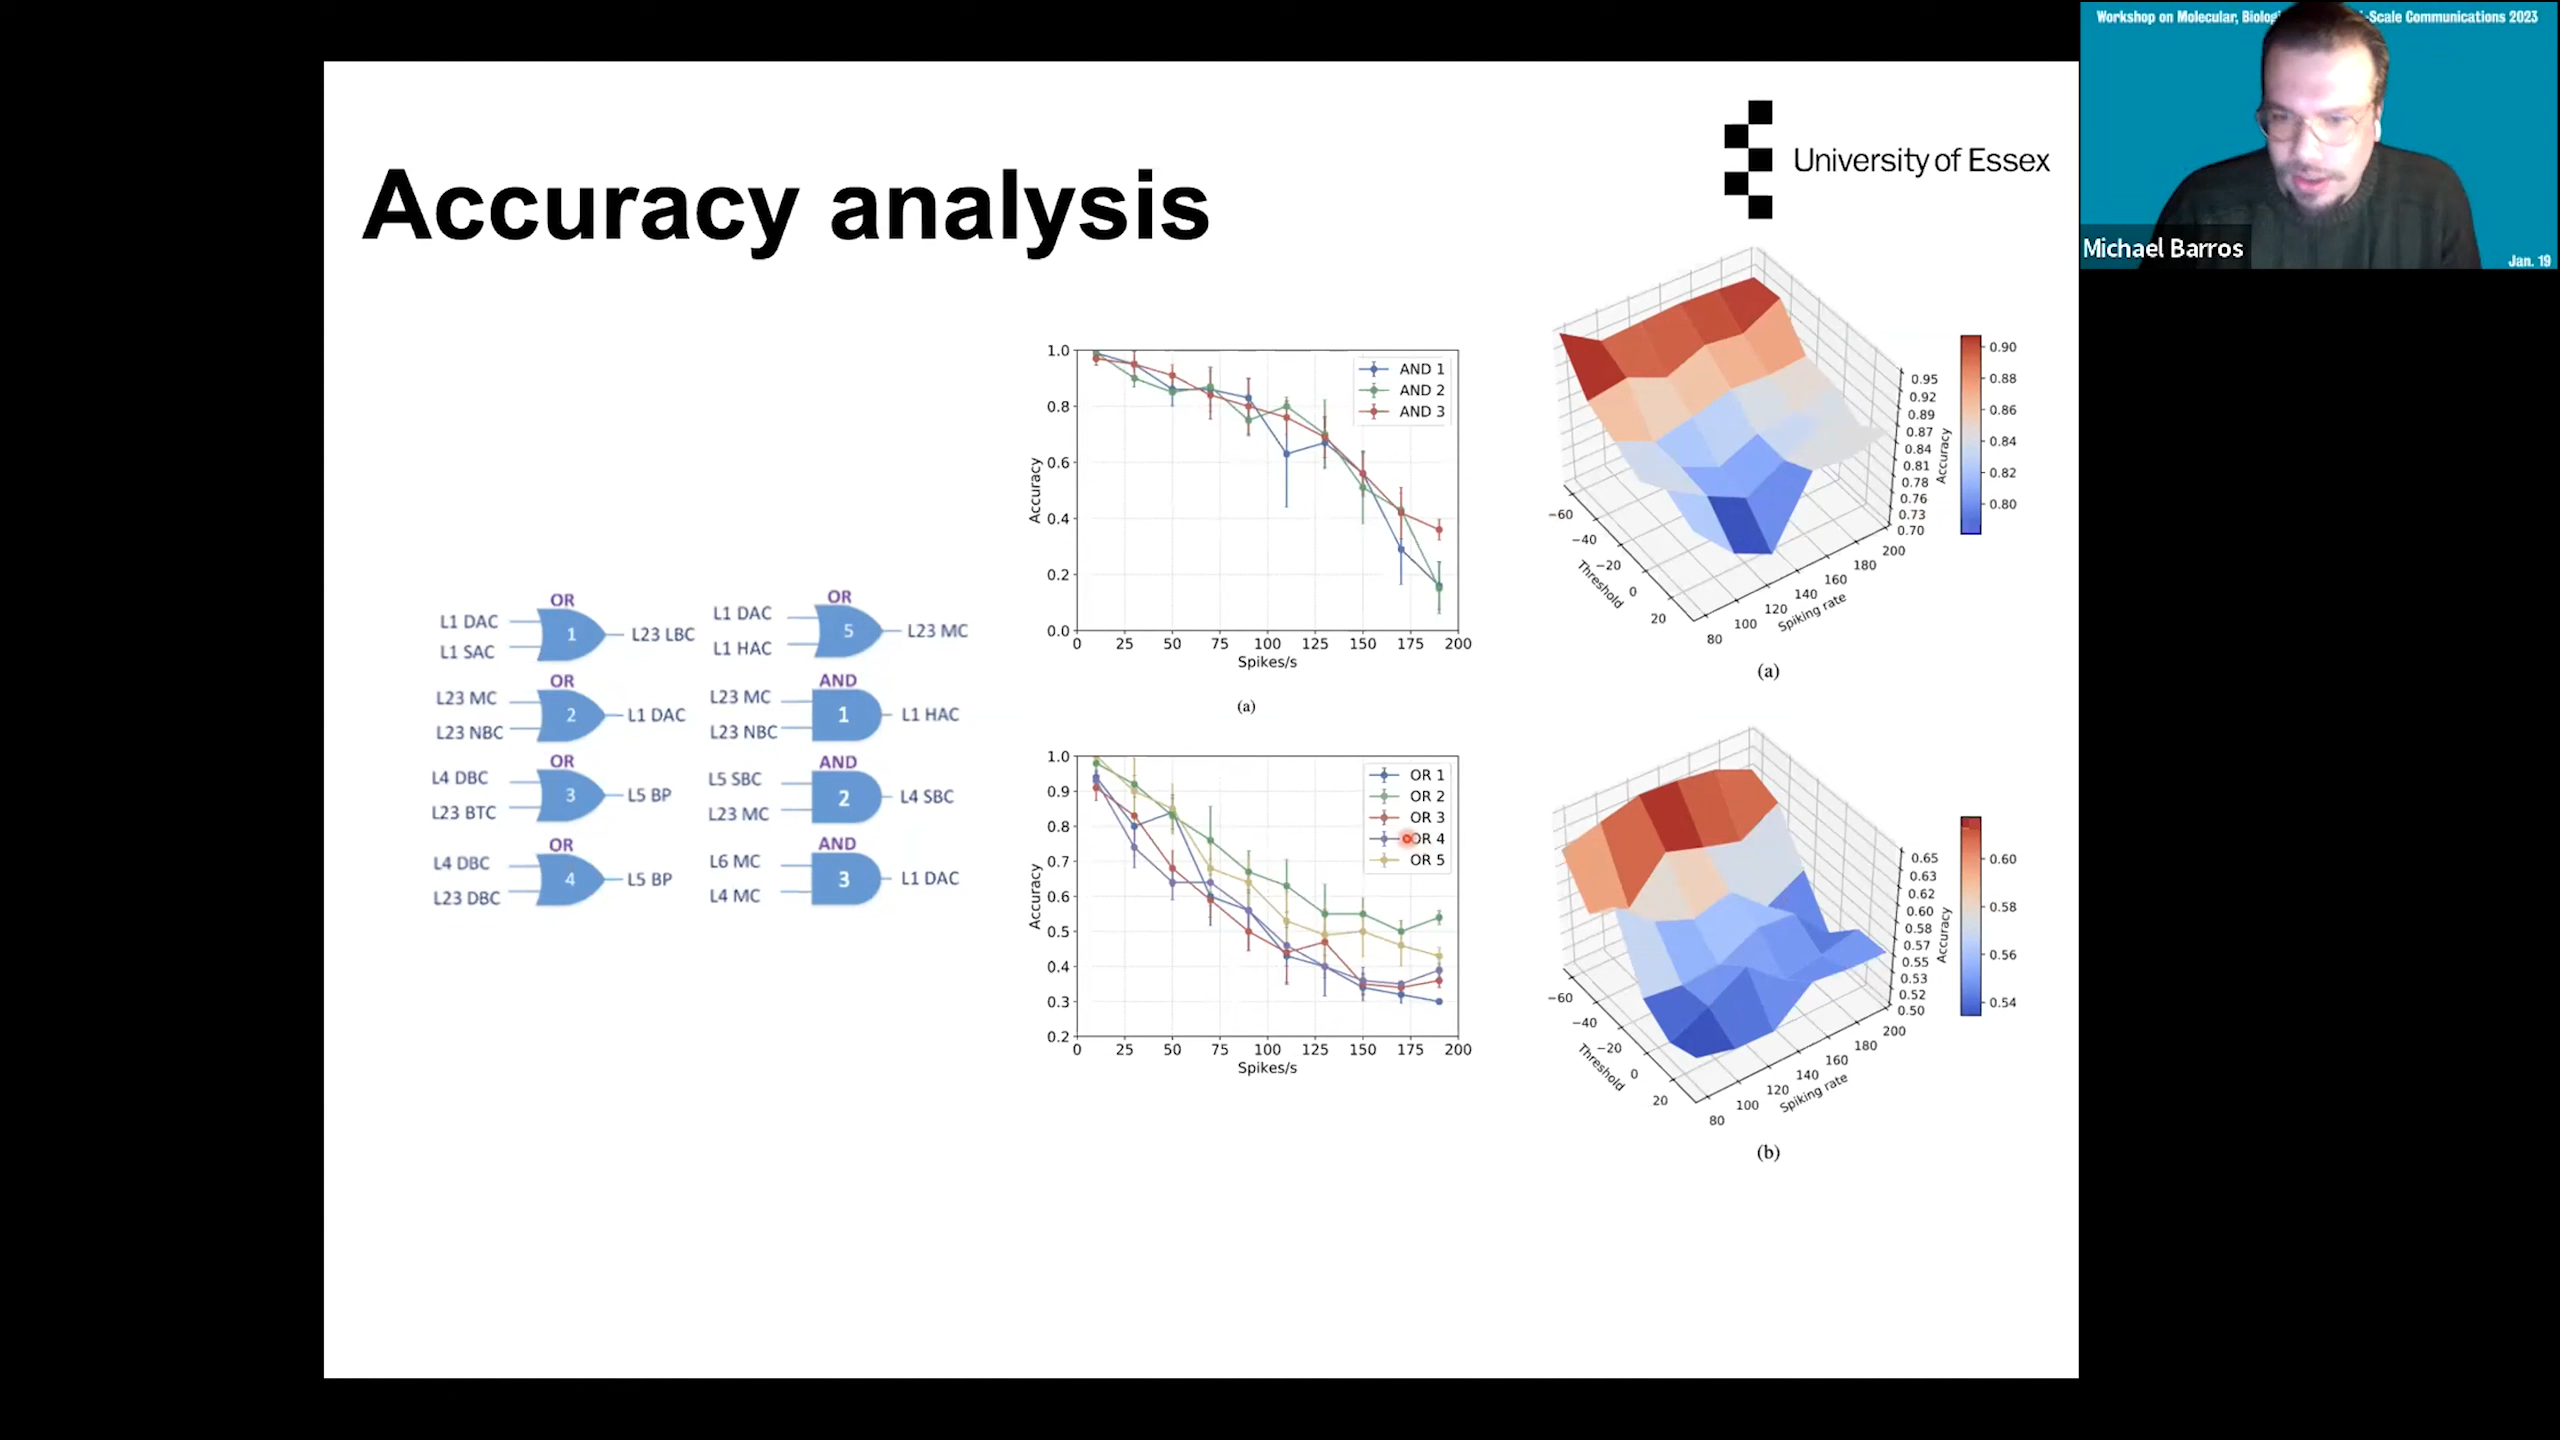 Workshop on Molecular, -Scale Communications 2023
Michael Barros
Jan. 19
Accuracy analysis
University of Essex
OR
L1 DAC
L1 SAC
1
L23 LBC
OR
L1 DAC
L1 HAC
5
L23 MC
OR
L23 MC
L23 NBC
2
L1 DAC
AND
L23 MC
L23 NBC
1
L1 HAC
OR
L4 DBC
L23 BTC
3
L5 BP
AND
L5 SBC
L23 MC
2
L4 SBC
OR
L4 DBC
L23 DBC
4
L5 BP
AND
L6 MC
L4 MC
3
L1 DAC
1.0
0.8
0.6
0.4
0.2
0.0
Accuracy
0 25 50 75 100 125 150 175 200
Spikes/s
AND 1
AND 2
AND 3
(a)
1.0
0.9
0.8
0.7
0.6
0.5
0.4
0.3
0.2
Accuracy
0 25 50 75 100 125 150 175 200
Spikes/s
OR 1
OR 2
OR 3
OR 4
OR 5
−60
−40
−20
0
20
Threshold
80
100
120
140
160
180
200
Spiking rate
0.95
0.92
0.89
0.87
0.84
0.81
0.78
0.76
0.73
0.70
Accuracy
0.90
0.88
0.86
0.84
0.82
0.80
(a)
−60
−40
−20
0
20
Threshold
80
100
120
140
160
180
200
Spiking rate
0.65
0.63
0.62
0.60
0.58
0.57
0.55
0.53
0.52
0.50
Accuracy
0.60
0.58
0.56
0.54
(b)